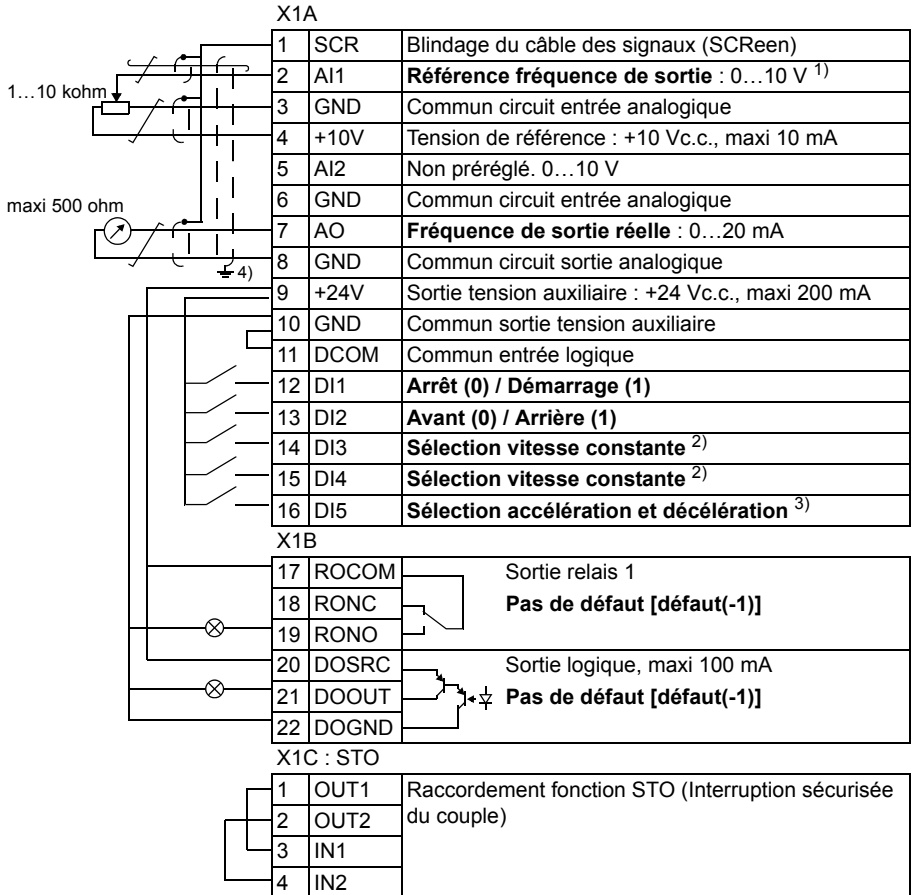 X1A
1 SCR Blindage du câble des signaux (SCReen)
2 AI1 Référence fréquence de sortie : 0…10 V 1)
1…10 kohm
3 GND Commun circuit entrée analogique
4 +10V Tension de référence : +10 Vc.c., maxi 10 mA
5 AI2 Non préréglé. 0…10 V
6 GND Commun circuit entrée analogique
maxi 500 ohm
7 AO Fréquence de sortie réelle : 0…20 mA
8 GND Commun circuit sortie analogique
4)
9 +24V Sortie tension auxiliaire : +24 Vc.c., maxi 200 mA
10 GND Commun sortie tension auxiliaire
11 DCOM Commun entrée logique
12 DI1 Arrêt (0) / Démarrage (1)
13 DI2 Avant (0) / Arrière (1)
14 DI3 Sélection vitesse constante 2)
15 DI4 Sélection vitesse constante 2)
16 DI5 Sélection accélération et décélération 3)
X1B
17 ROCOM Sortie relais 1
18 RONC Pas de défaut [défaut(-1)]
19 RONO
20 DOSRC Sortie logique, maxi 100 mA
21 DOOUT Pas de défaut [défaut(-1)]
22 DOGND
X1C : STO
1 OUT1 Raccordement fonction STO (Interruption sécurisée
2 OUT2 du couple)
3 IN1
4 IN2